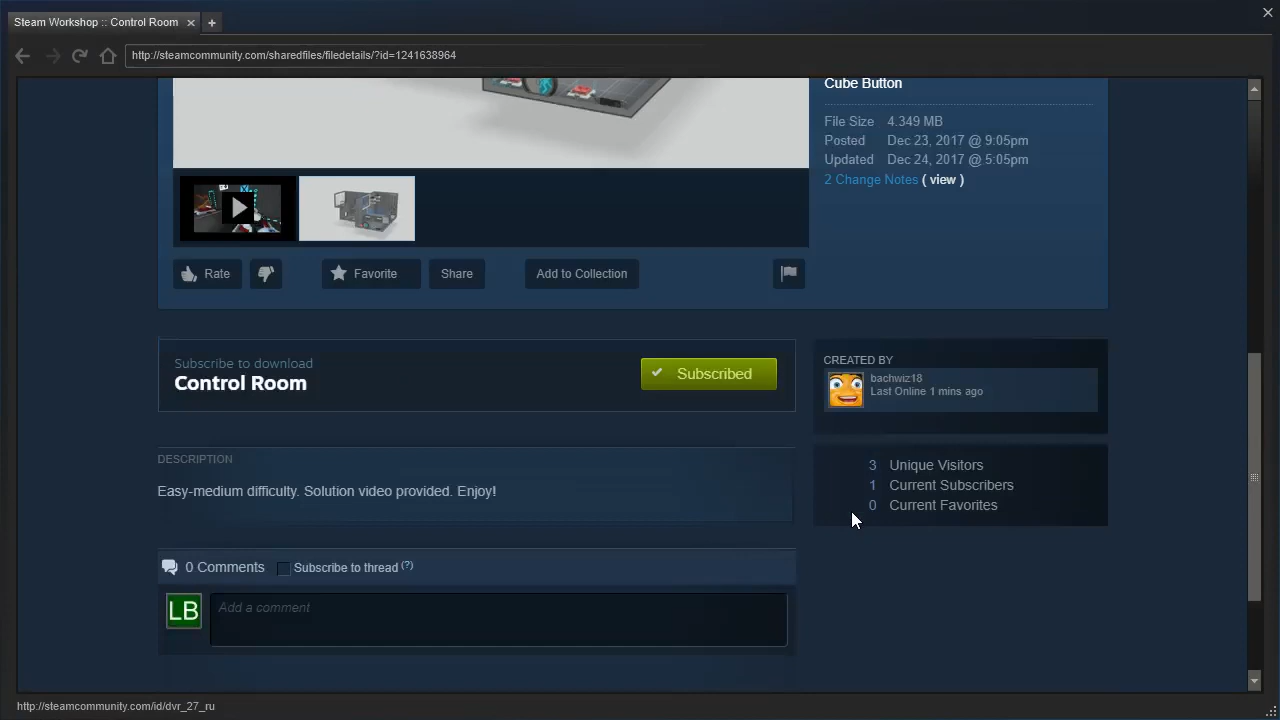 Steam Workshop :: Control Room
http://steamcommunity.com/sharedfiles/filedetails/?id=1241638964
Cube Button
File Size 4.349 MB
Posted Dec 23, 2017 @ 9:05pm
Updated Dec 24, 2017 @ 5:05pm
2 Change Notes ( view )
Rate
Favorite
Share
Add to Collection
Subscribe to download
Control Room
Subscribed
CREATED BY
bachwiz18
Last Online 1 mins ago
3 Unique Visitors
1 Current Subscribers
0 Current Favorites
DESCRIPTION
Easy-medium difficulty. Solution video provided. Enjoy!
0 Comments
Subscribe to thread (?)
LB
Add a comment
http://steamcommunity.com/id/dvr_27_ru